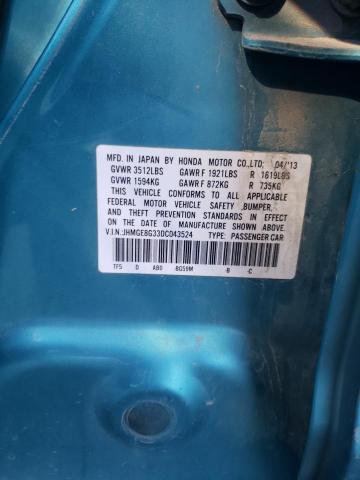 MFD. IN JAPAN BY HONDA MOTOR CO.,LTD; 04/13
GVWR 3512LBS GAWR F 1921LBS R 1619LBS
GVWR 1594KG GAWR F 872KG R 735KG
THIS VEHICLE CONFORMS TO ALL APPLICABLE
FEDERAL MOTOR VEHICLE SAFETY ,BUMPER,
AND THEFT PREVENTION STANDARDS IN EFFECT
ON THE DATE OF MANUFACTURE SHOWN ABOVE.
V.I.N:JHMGE8G33DC043524 TYPE: PASSENGER CAR
TF5 D AB0 BG59M -B -C